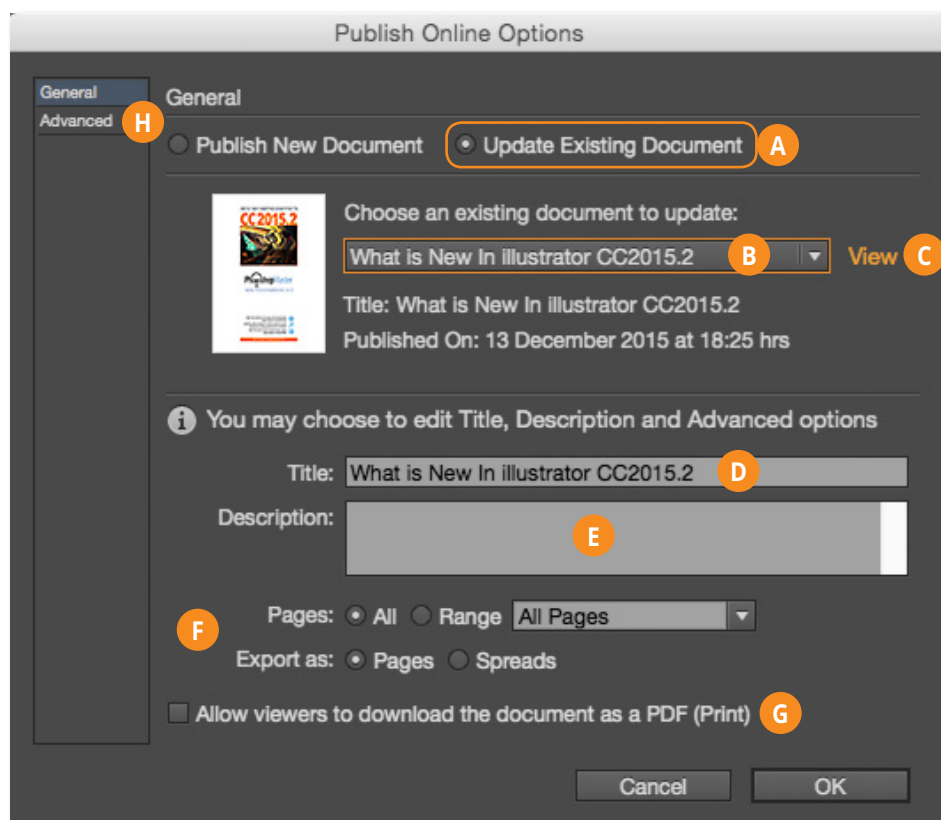 Publish Online Options
General
Advanced
H
General
Publish New Document Update Existing Document A
CC2015.2
Choose an existing document to update:
What is New In illustrator CC2015.2 B View C
Title: What is New In illustrator CC2015.2
Published On: 13 December 2015 at 18:25 hrs
i You may choose to edit Title, Description and Advanced options
Title: What is New In illustrator CC2015.2 D
Description: E
F
Pages: All Range All Pages
Export as: Pages Spreads
Allow viewers to download the document as a PDF (Print) G
Cancel OK